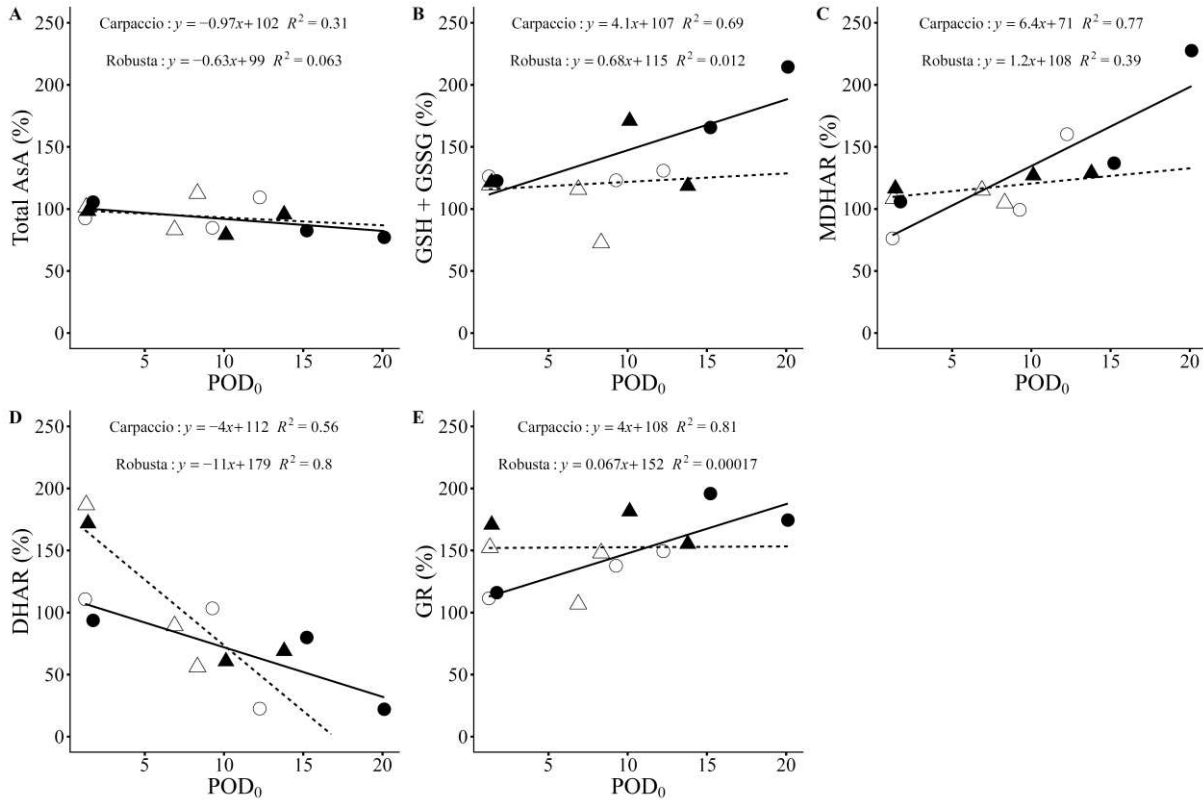 A
Carpaccio : y = −0.97x+102 R² = 0.31
Robusta : y = −0.63x+99 R² = 0.063
Total AsA (%)
250
200
150
100
50
0
5 10 15 20
POD₀
B
Carpaccio : y = 4.1x+107 R² = 0.69
Robusta : y = 0.68x+115 R² = 0.012
GSH + GSSG (%)
250
200
150
100
50
0
5 10 15 20
POD₀
C
Carpaccio : y = 6.4x+71 R² = 0.77
Robusta : y = 1.2x+108 R² = 0.39
MDHAR (%)
250
200
150
100
50
0
5 10 15 20
POD₀
D
Carpaccio : y = −4x+112 R² = 0.56
Robusta : y = −11x+179 R² = 0.8
DHAR (%)
250
200
150
100
50
0
5 10 15 20
POD₀
E
Carpaccio : y = 4x+108 R² = 0.81
Robusta : y = 0.067x+152 R² = 0.00017
GR (%)
250
200
150
100
50
0
5 10 15 20
POD₀